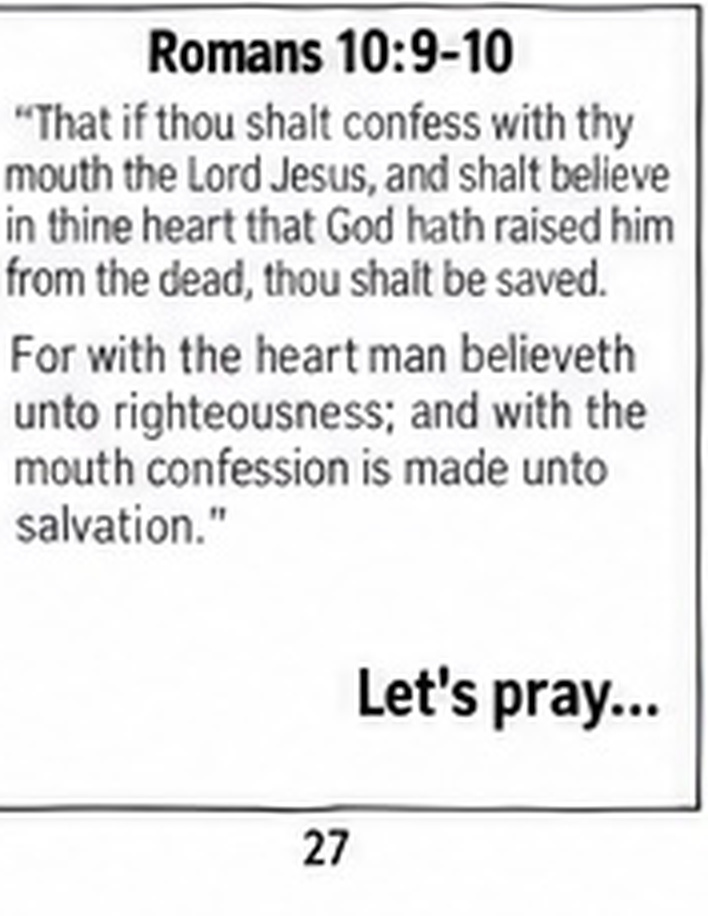 Romans 10:9-10
“That if thou shalt confess with thy
mouth the Lord Jesus, and shalt believe
in thine heart that God hath raised him
from the dead, thou shalt be saved.
For with the heart man believeth
unto righteousness; and with the
mouth confession is made unto
salvation.”
Let's pray...
27